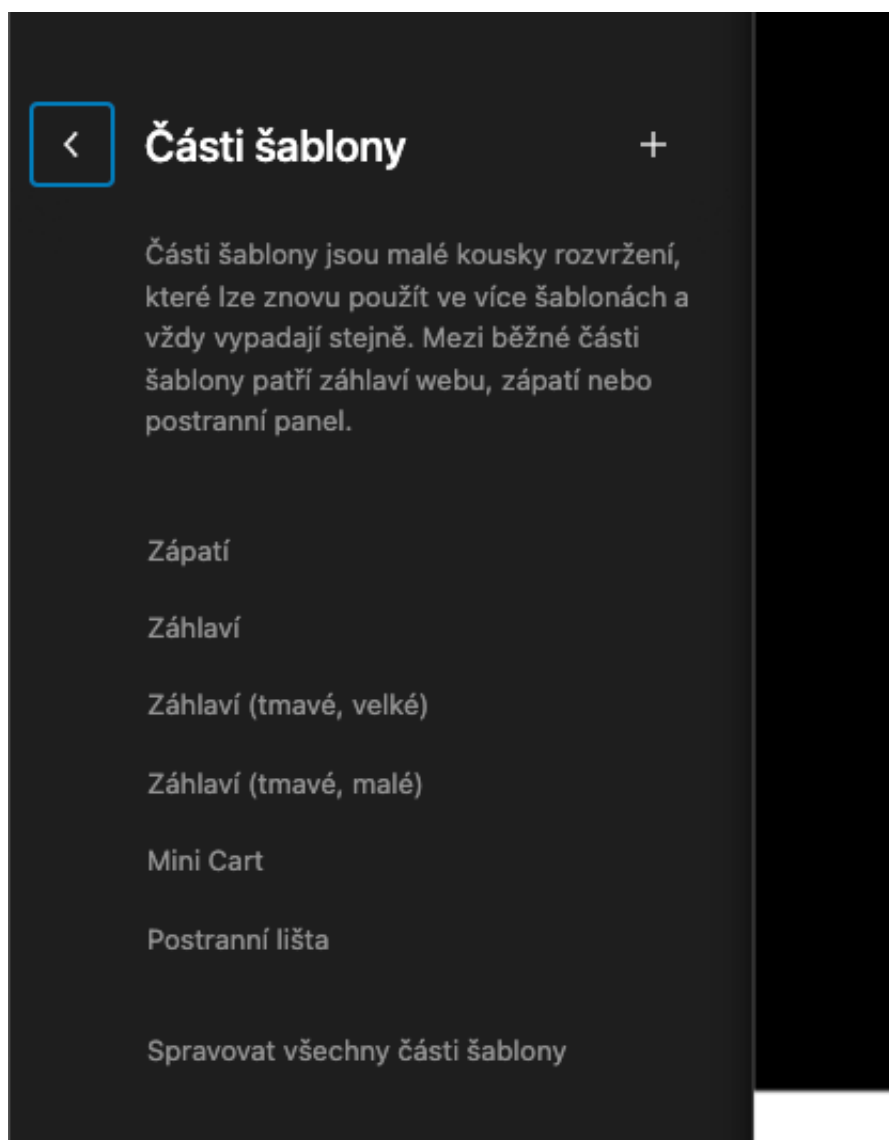 Části šablony
Části šablony jsou malé kousky rozvržení,
které lze znovu použít ve více šablonách a
vždy vypadají stejně. Mezi běžné části
šablony patří záhlaví webu, zápatí nebo
postranní panel.
Zápatí
Záhlaví
Záhlaví (tmavé, velké)
Záhlaví (tmavé, malé)
Mini Cart
Postranní lišta
Spravovat všechny části šablony